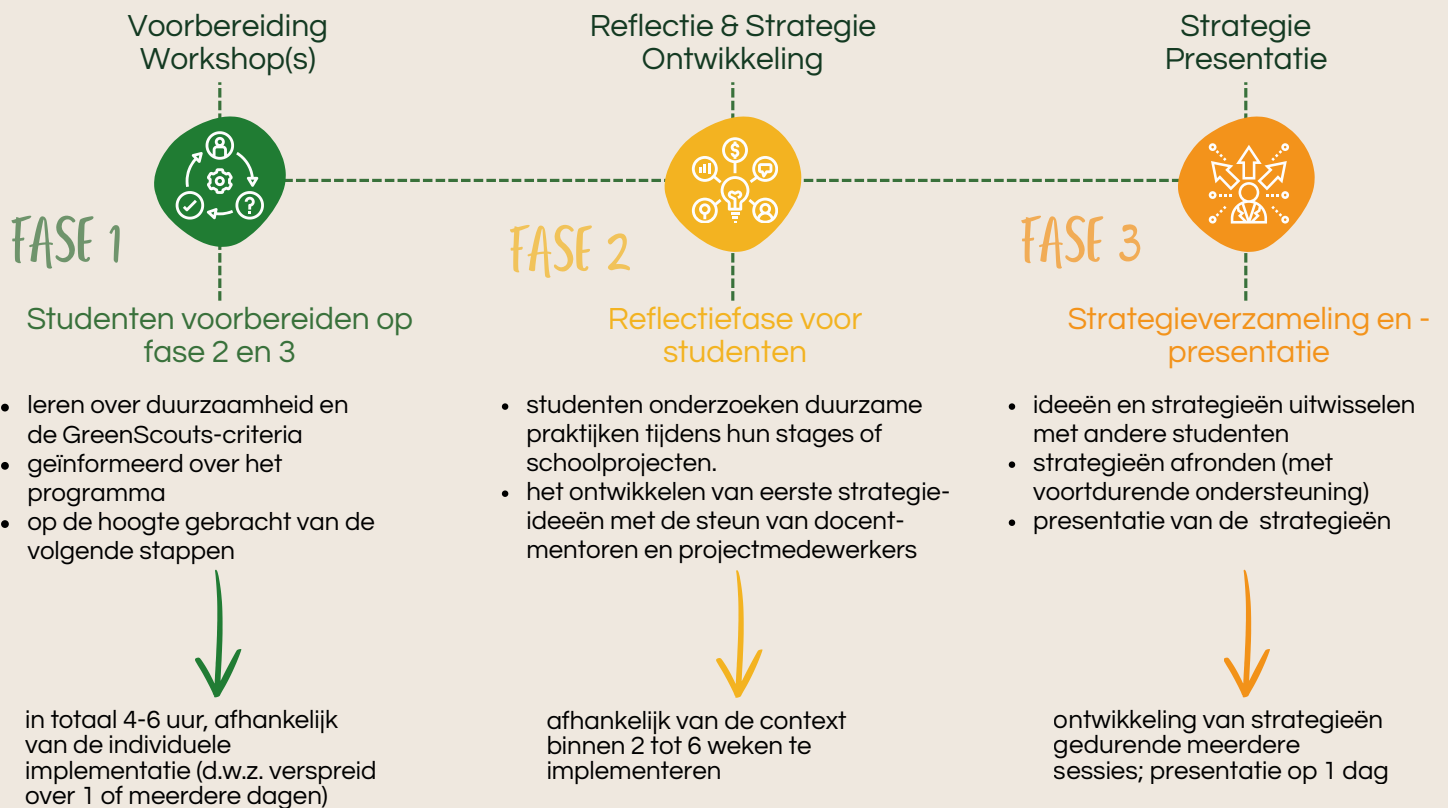 Voorbereiding
Workshop(s)
FASE 1
Studenten voorbereiden op
fase 2 en 3
• leren over duurzaamheid en
de GreenScouts-criteria
• geïnformeerd over het
programma
• op de hoogte gebracht van de
volgende stappen
in totaal 4-6 uur, afhankelijk
van de individuele
implementatie (d.w.z. verspreid
over 1 of meerdere dagen)
Reflectie & Strategie
Ontwikkeling
FASE 2
Reflectiefase voor
studenten
• studenten onderzoeken duurzame
praktijken tijdens hun stages of
schoolprojecten.
• het ontwikkelen van eerste strategie-
ideeën met de steun van docent-
mentoren en projectmedewerkers
afhankelijk van de context
binnen 2 tot 6 weken te
implementeren
Strategie
Presentatie
FASE 3
Strategieverzameling en -
presentatie
• ideeën en strategieën uitwisselen
met andere studenten
• strategieën afronden (met
voortdurende ondersteuning)
• presentatie van de strategieën
ontwikkeling van strategieën
gedurende meerdere
sessies; presentatie op 1 dag